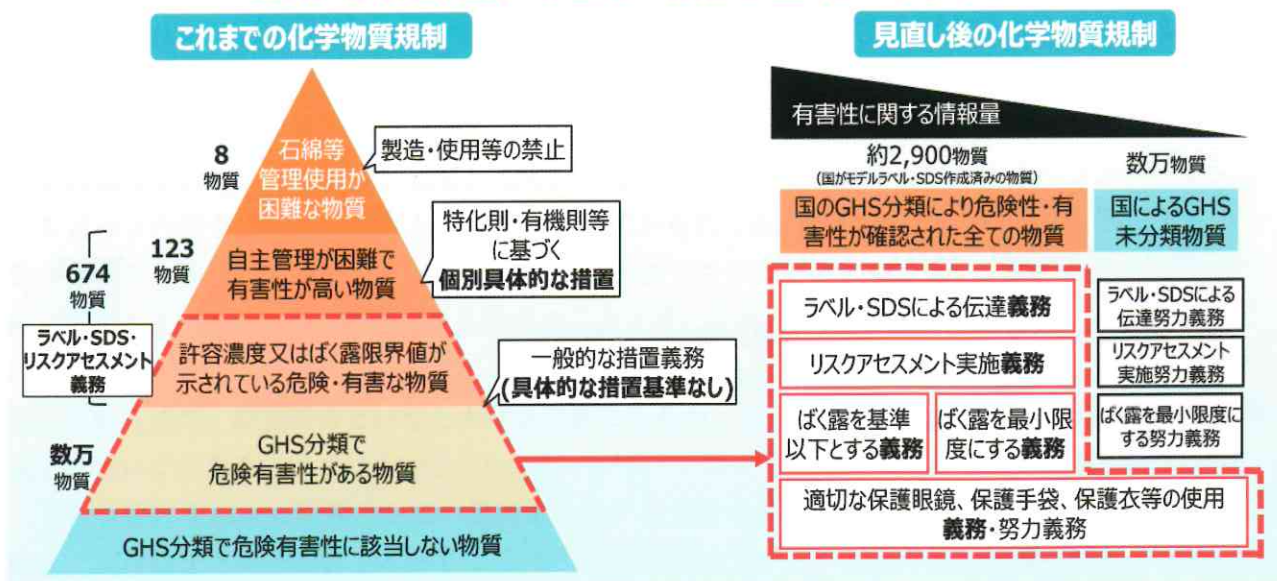 これまでの化学物質規制
8
物質
石綿等
管理使用が
困難な物質
製造・使用等の禁止
123
物質
自主管理が困難で
有害性が高い物質
特化則・有機則等
に基づく
個別具体的な措置
674
物質
ラベル・SDS・
リスクアセスメント
義務
許容濃度又はばく露限界値が
示されている危険・有害な物質
一般的な措置義務
(具体的な措置基準なし)
数万
物質
GHS分類で
危険有害性がある物質
GHS分類で危険有害性に該当しない物質
見直し後の化学物質規制
有害性に関する情報量
約2,900物質
(国がモデルラベル・SDS作成済みの物質)
数万物質
国のGHS分類により危険性・有
害性が確認された全ての物質
国によるGHS
未分類物質
ラベル・SDSによる伝達義務
ラベル・SDSによる
伝達努力義務
リスクアセスメント実施義務
リスクアセスメント
実施努力義務
ばく露を基準
以下とする義務
ばく露を最小限
度にする義務
ばく露を最小限度に
する努力義務
適切な保護眼鏡、保護手袋、保護衣等の使用
義務・努力義務